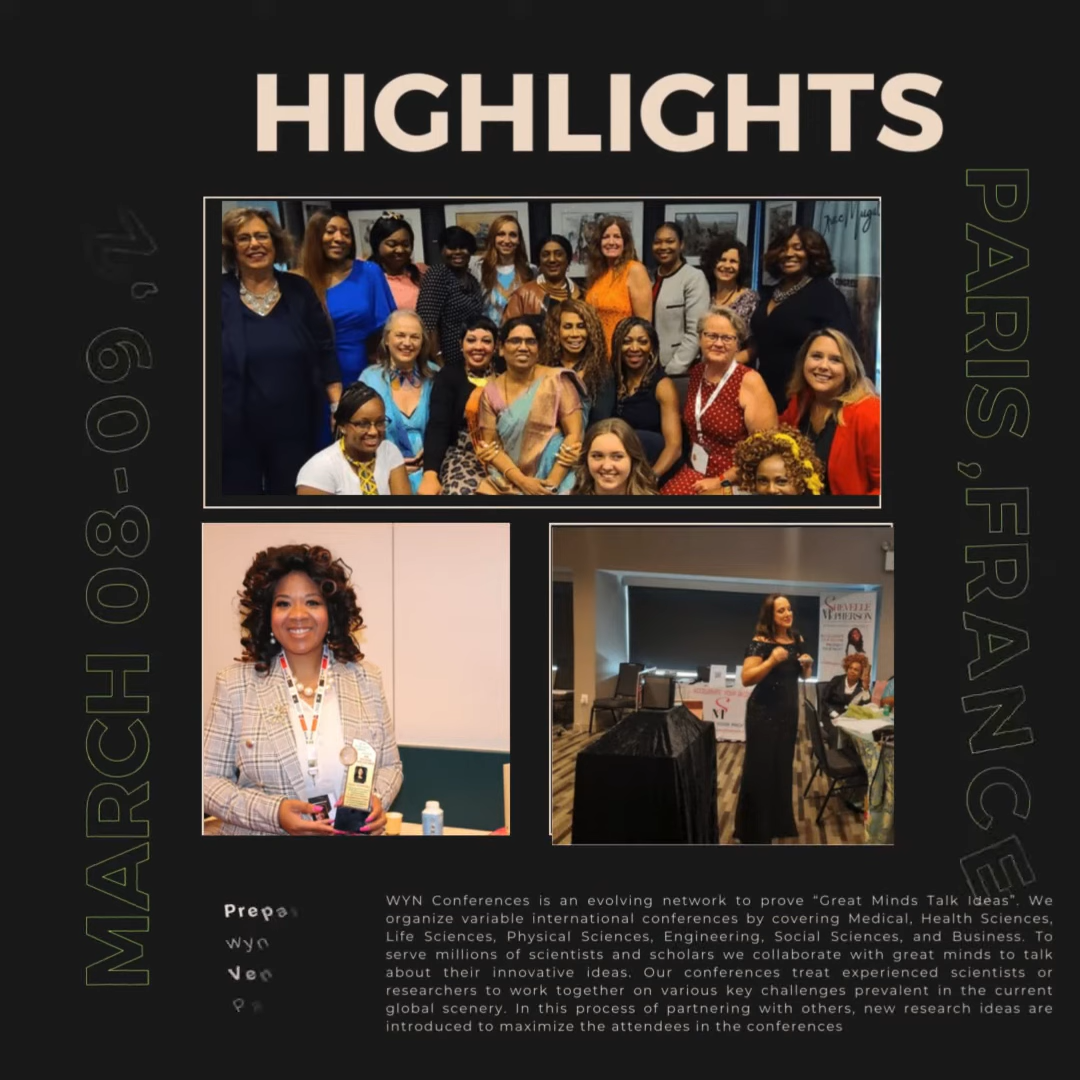 HIGHLIGHTS
PARIS ,FRANCE
MARCH 08-09, 2
SHEVELLE
MCPHERSON
S
M
Prepa
wyn
Ven
Pa
WYN Conferences is an evolving network to prove “Great Minds Talk Ideas”. We
organize variable international conferences by covering Medical, Health Sciences,
Life Sciences, Physical Sciences, Engineering, Social Sciences, and Business. To
serve millions of scientists and scholars we collaborate with great minds to talk
about their innovative ideas. Our conferences treat experienced scientists or
researchers to work together on various key challenges prevalent in the current
global scenery. In this process of partnering with others, new research ideas are
introduced to maximize the attendees in the conferences